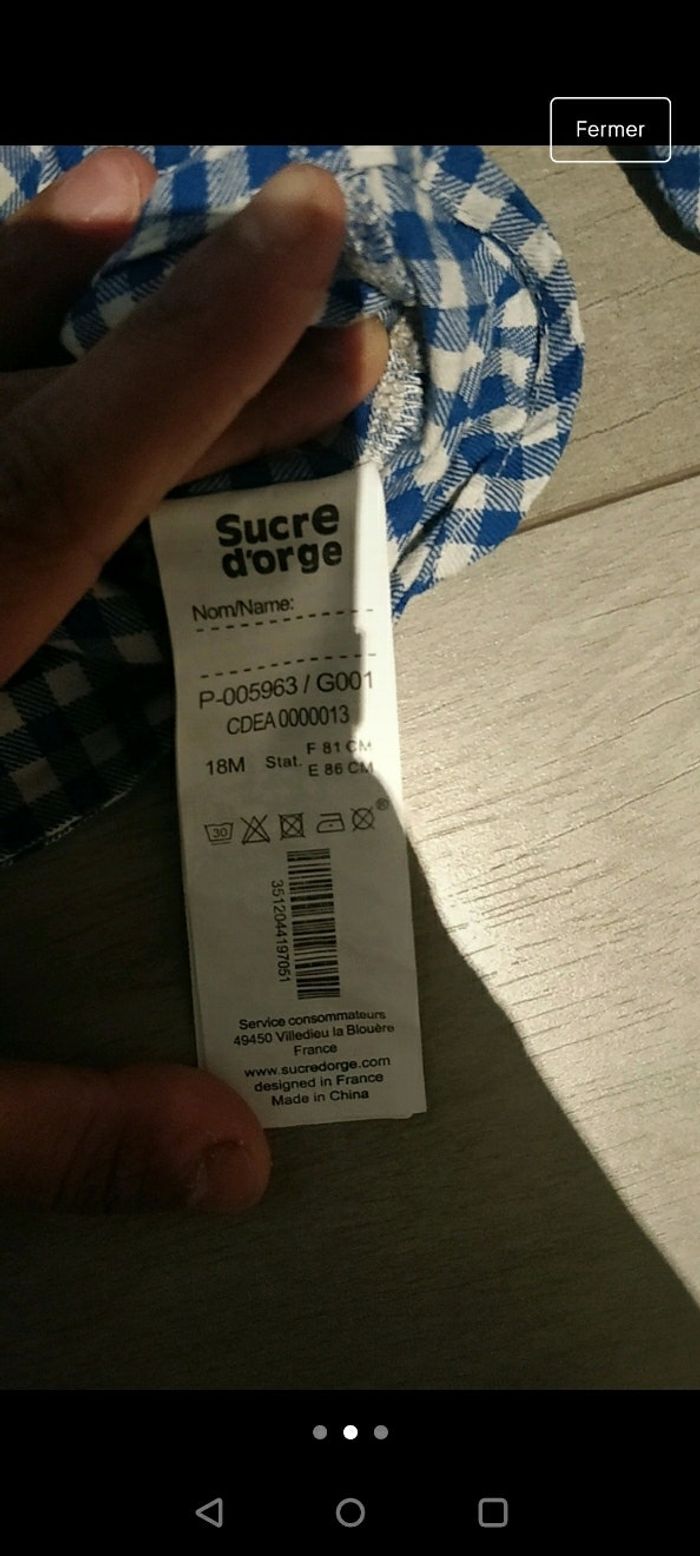 Fermer
Sucre
d'orge
Nom/Name:
P-005963 / G001
CDEA 0000013
18M Stat. F 81 CM
E 86 CM
30
3512044197051
Service consommateurs
49450 Villedieu la Blouère
France
www.sucredorge.com
designed in France
Made in China